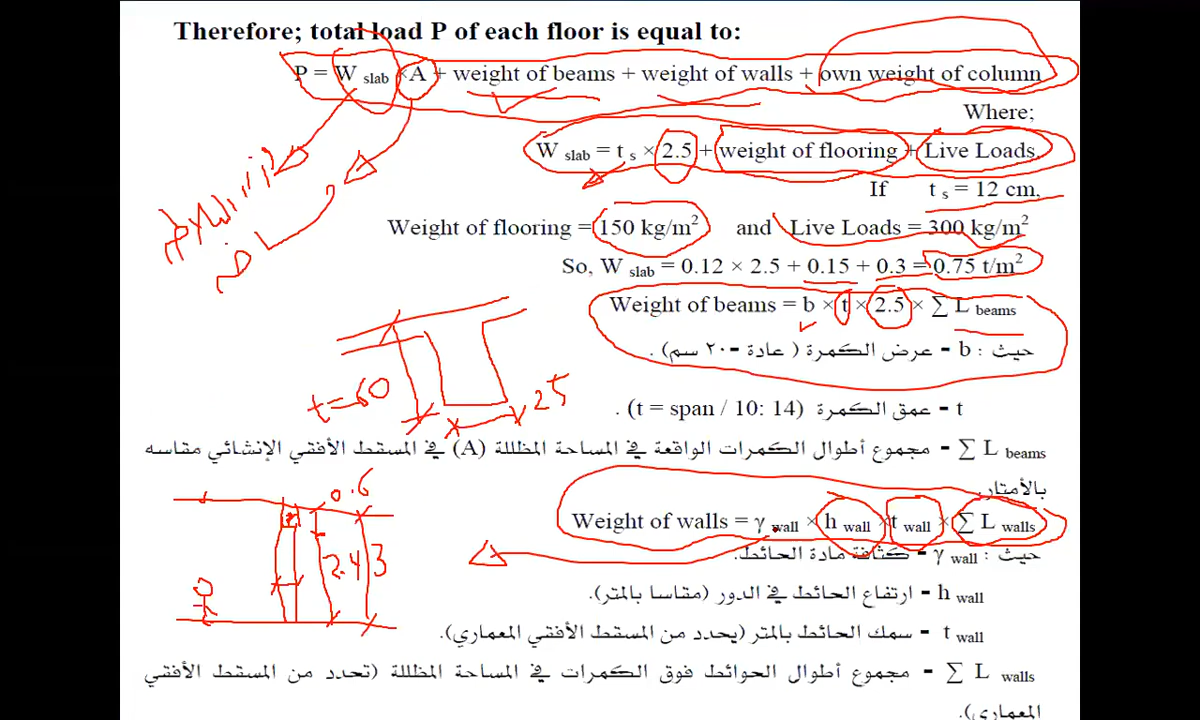 Therefore; total load P of each floor is equal to:
P = W slab × A + weight of beams + weight of walls + own weight of column
Where;
W slab = t s × 2.5 + weight of flooring + Live Loads,
If t s = 12 cm,
Weight of flooring = 150 kg/m² and Live Loads = 300 kg/m²
So, W slab = 0.12 × 2.5 + 0.15 + 0.3 = 0.75 t/m²
Weight of beams = b × t × 2.5 × ∑ L beams
حيث : b = عرض الكمرة ( عادة = ٢٠ سم) .
t = عمق الكمرة (t = span / 10: 14) .
t=60
25
∑ L beams = مجموع أطوال الكمرات الواقعة في المساحة المظللة (A) في المسقط الأفقي الإنشائي مقاسه
بالأمتار
0.6
Weight of walls = γ wall × h wall × t wall × ∑ L walls
حيث : γ wall = كثافة مادة الحائط.
2.4
3
h wall = ارتفاع الحائط في الدور (مقاسا بالمتر).
t wall = سمك الحائط بالمتر (يحدد من المسقط الأفقي المعماري).
∑ L walls = مجموع أطوال الحوائط فوق الكمرات في المساحة المظللة (تحدد من المسقط الأفقي
المعماري).